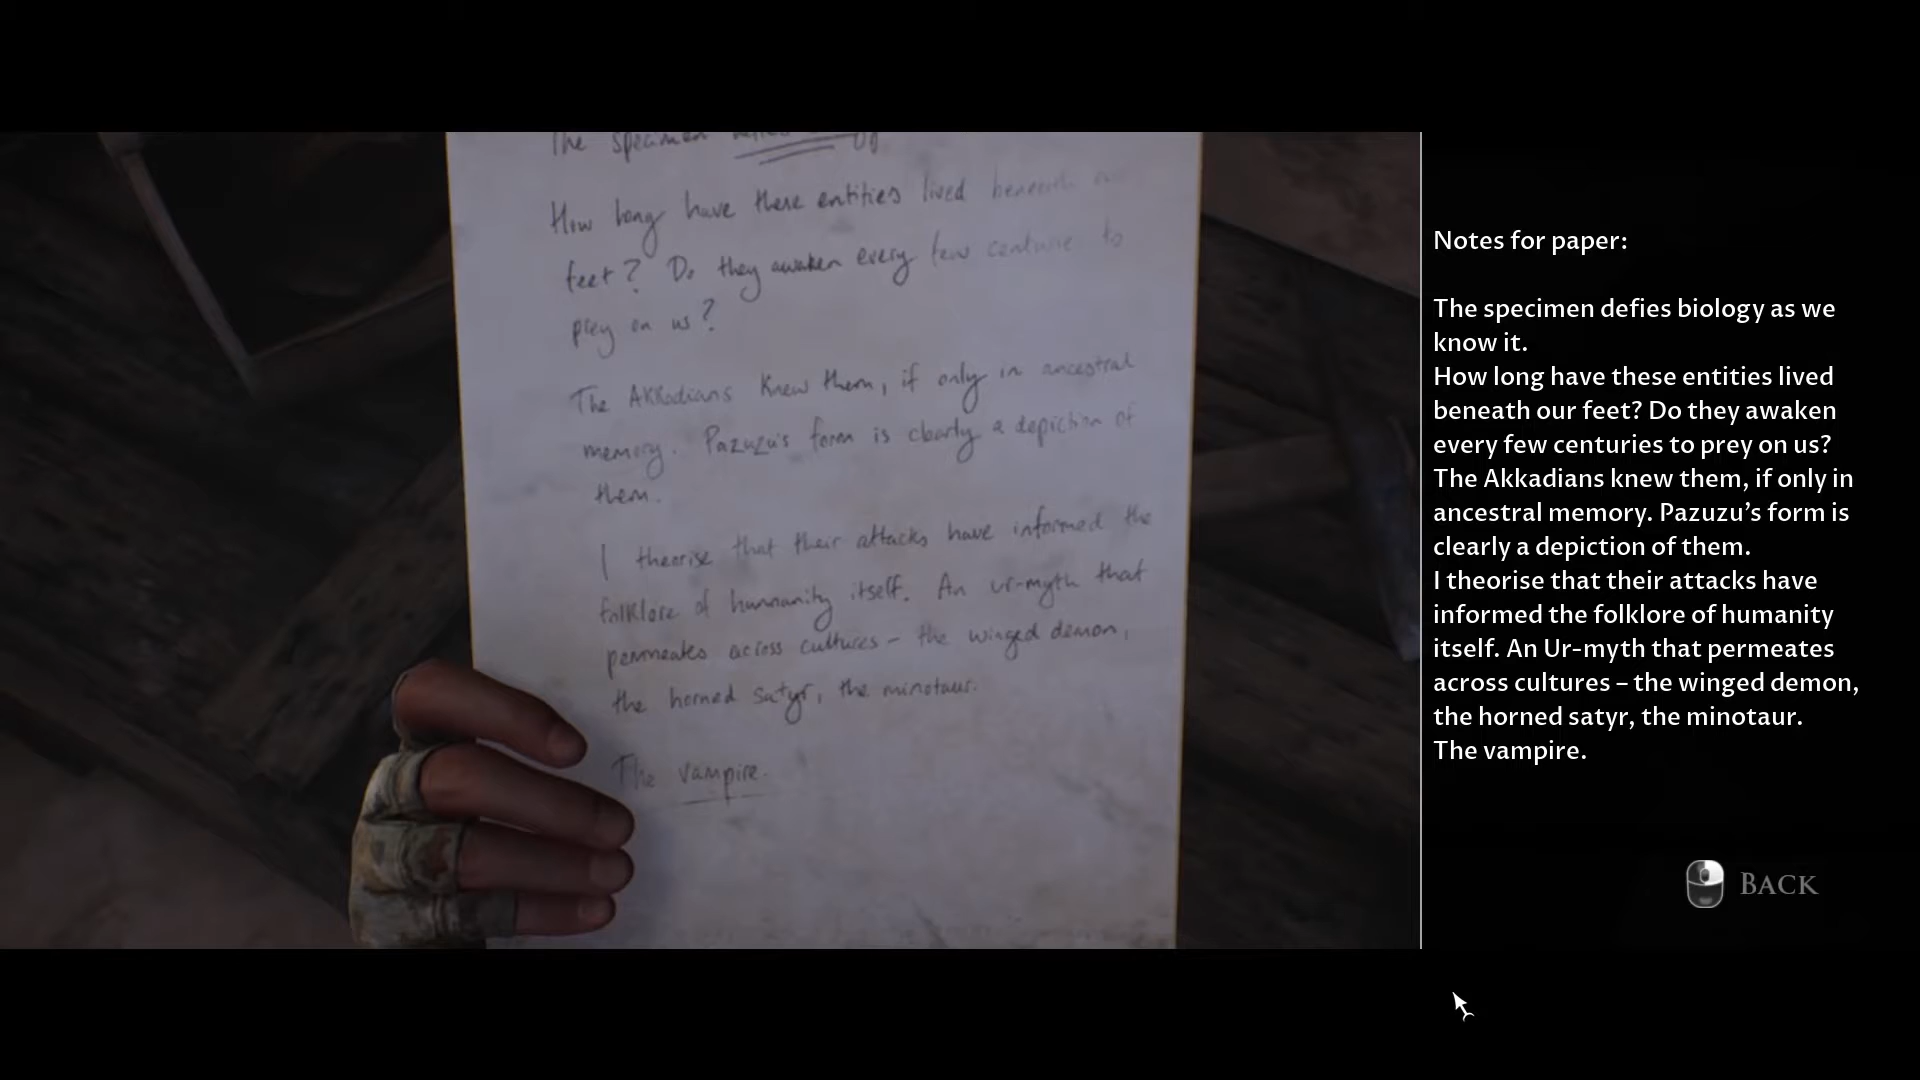 The specimen
How long have these entities lived beneath
feet? Do they awaken every few centurie to
prey on us?
The Akkadians knew them, if only in ancestral
memory. Pazuzu's form is clearly a depiction of
them.
I theorise that their attacks have informed the
folklore of humanity itself. An ur-myth that
permeates across cultures – the winged demon,
the horned satyr, the minotaur.
The vampire.
Notes for paper:
The specimen defies biology as we
know it.
How long have these entities lived
beneath our feet? Do they awaken
every few centuries to prey on us?
The Akkadians knew them, if only in
ancestral memory. Pazuzu's form is
clearly a depiction of them.
I theorise that their attacks have
informed the folklore of humanity
itself. An Ur-myth that permeates
across cultures – the winged demon,
the horned satyr, the minotaur.
The vampire.
BACK